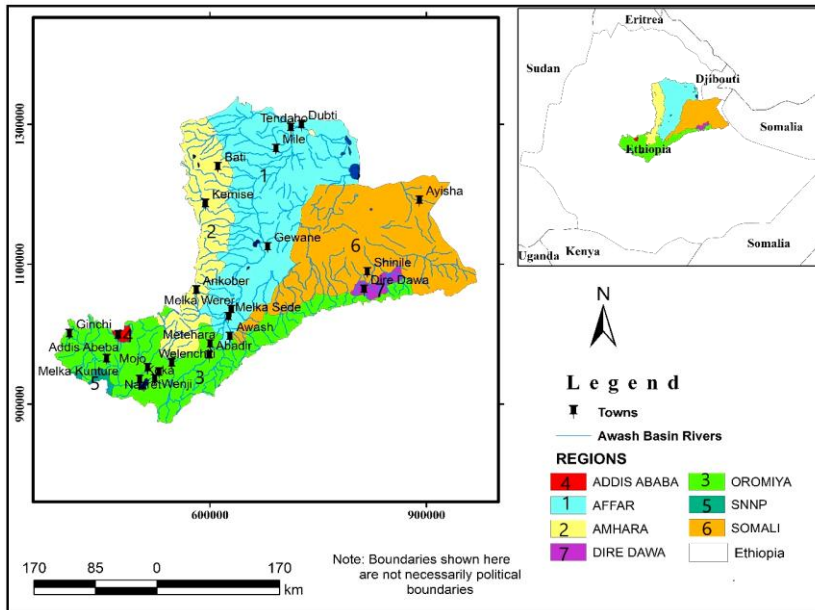 1300000
1100000
900000
600000
900000
Tendaho
Dubti
Mile
1
Bati
Kemise
2
Ayisha
Gewane
6
Shinile
Dire Dawa
7
Ankober
Melka Werer
Melka Sede
Awash
Metehara
Abadir
Ginchi
4
Addis Abeba
Mojo
Welenchiti
Melka Kunture
Koka
3
5
Wenji
170
85
0
170
km
Note: Boundaries shown here
are not necessarily political
boundaries
Eritrea
Sudan
Djibouti
Somalia
Ethiopia
Kenya
Uganda
Somalia
N
Legend
Towns
Awash Basin Rivers
REGIONS
4 ADDIS ABABA
1 AFFAR
2 AMHARA
7 DIRE DAWA
3 OROMIYA
5 SNNP
6 SOMALI
Ethiopia